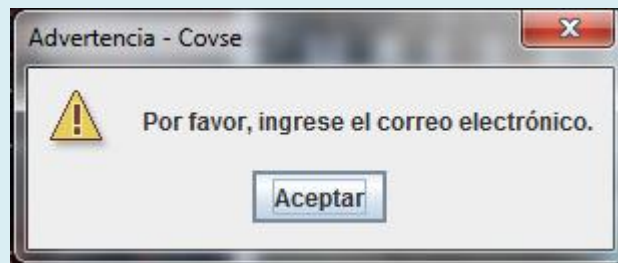 Advertencia - Covse
Por favor, ingrese el correo electrónico.
Aceptar